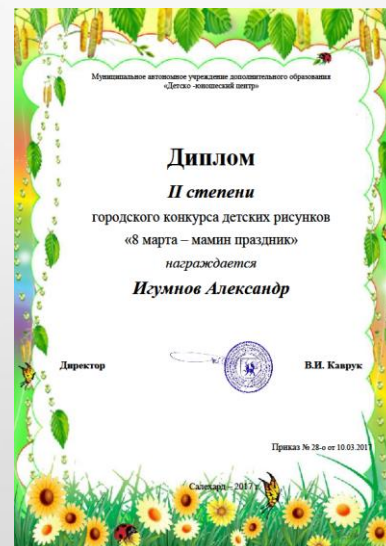 Муниципальное автономное учреждение дополнительного образования
«Детско -юношеский центр»
Диплом
II степени
городского конкурса детских рисунков
«8 марта – мамин праздник»
награждается
Игумнов Александр
Директор
В.И. Каврук
Приказ № 28-о от 10.03.2017
Салехард – 2017 г.